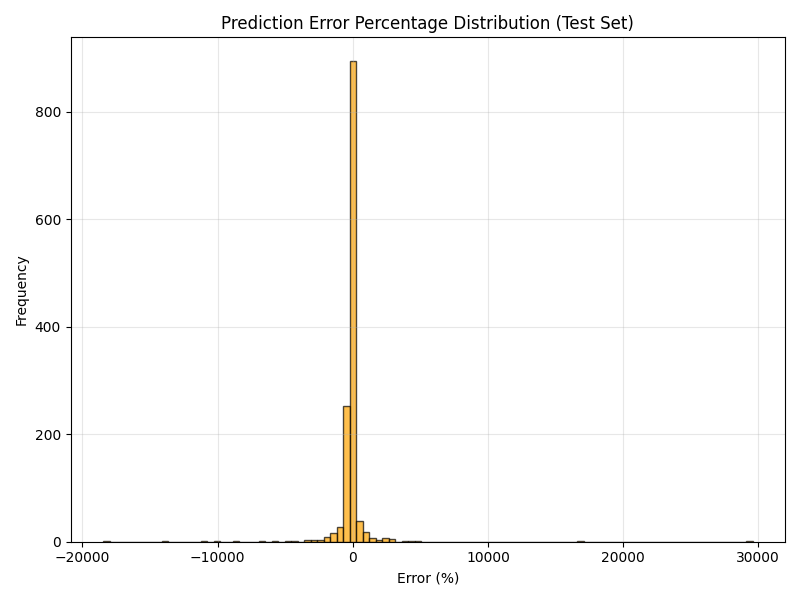 Prediction Error Percentage Distribution (Test Set)
800
600
400
200
0
Frequency
−20000 −10000 0 10000 20000 30000
Error (%)